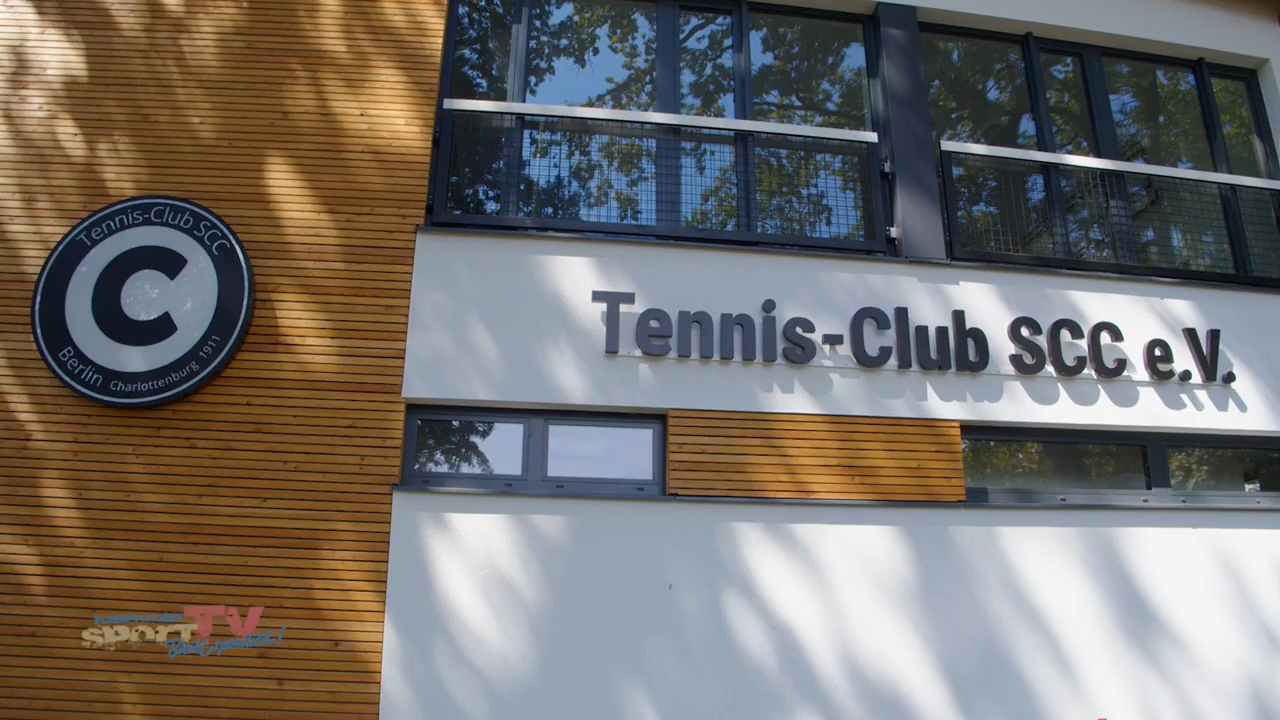 Tennis-Club SCC
C
Berlin Charlottenburg 1911
Tennis-Club SCC e.V.
SPORT TV